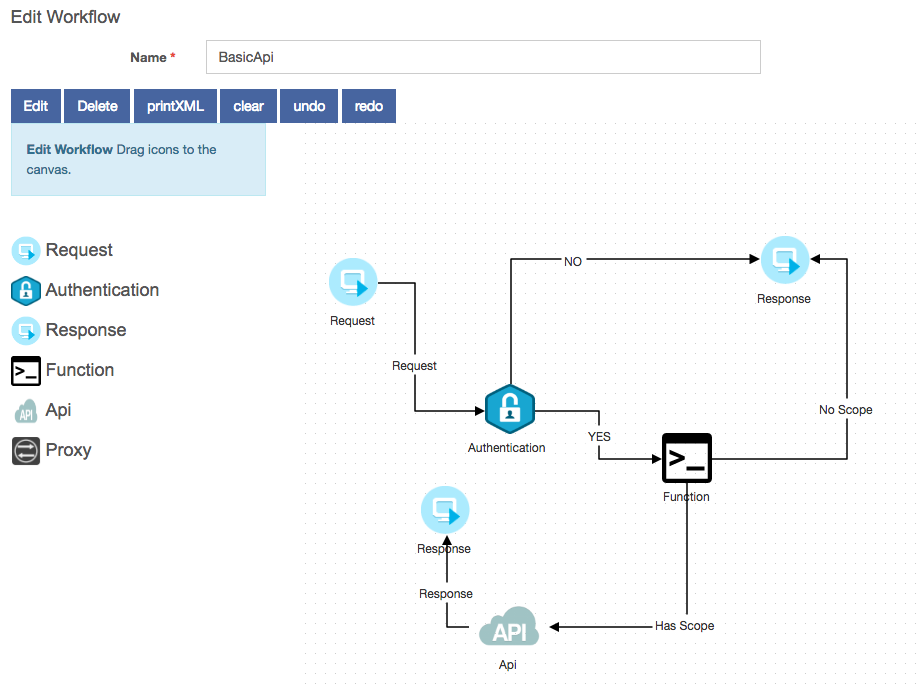 Edit Workflow
Name *
BasicApi
Edit
Delete
printXML
clear
undo
redo
Edit Workflow Drag icons to the
canvas.
Request
Authentication
Response
Function
API
Api
Proxy
NO
Response
Request
Request
No Scope
Authentication
YES
Function
Response
Response
Has Scope
API
Api